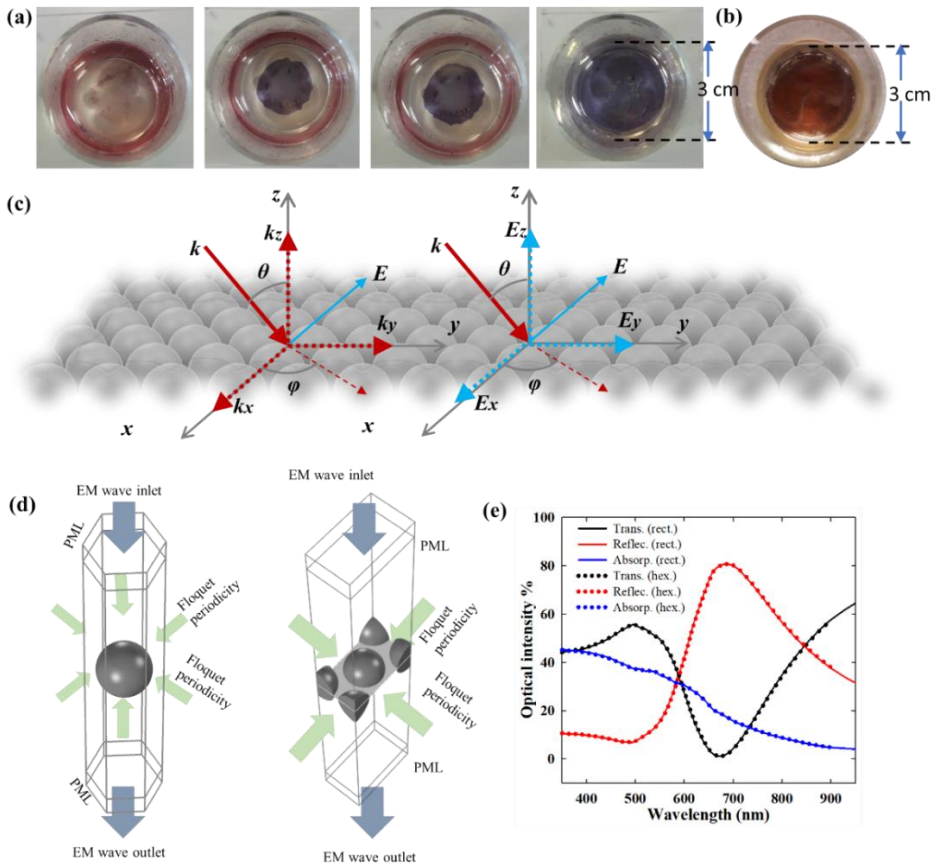 (a)
3 cm
(b)
3 cm
(c)
z
kz
k
θ
E
ky
y
φ
kx
x
z
Ez
k
θ
E
Ey
y
φ
Ex
x
(d)
EM wave inlet
PML
Floquet
periodicity
Floquet
periodicity
PML
EM wave outlet
EM wave inlet
PML
Floquet
periodicity
Floquet
periodicity
PML
EM wave outlet
(e)
100
80
60
40
20
0
Optical intensity %
Trans. (rect.)
Reflec. (rect.)
Absorp. (rect.)
Trans. (hex.)
Reflec. (hex.)
Absorp. (hex.)
400 500 600 700 800 900
Wavelength (nm)